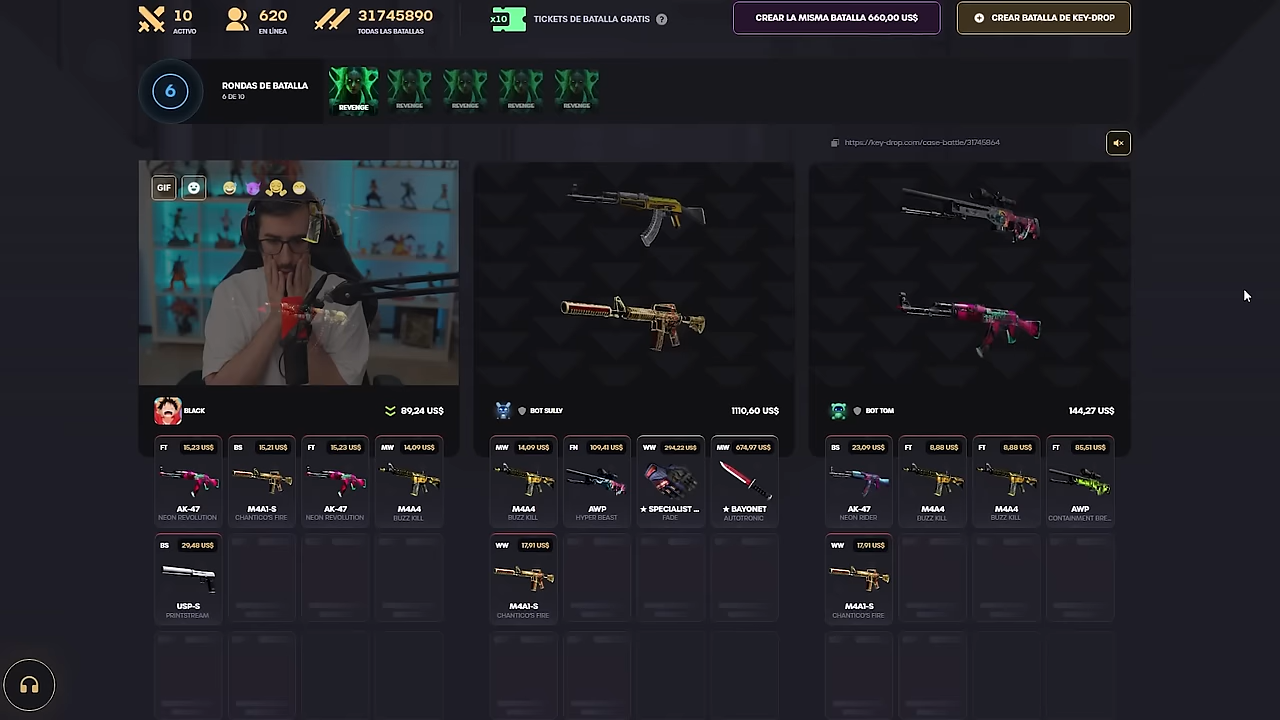 10
ACTIVO
620
EN LÍNEA
31745890
TODAS LAS BATALLAS
x10
TICKETS DE BATALLA GRATIS ?
CREAR LA MISMA BATALLA 660,00 US$
CREAR BATALLA DE KEY-DROP
6
RONDAS DE BATALLA
6 DE 10
REVENGE
REVENGE
REVENGE
REVENGE
REVENGE
https://key-drop.com/case-battle/31745864
GIF
BLACK
89,24 US$
BOT SULLY
1110,60 US$
BOT TOM
144,27 US$
FT 15,23 US$
AK-47
NEON REVOLUTION
BS 15,21 US$
M4A1-S
CHANTICO'S FIRE
FT 15,23 US$
AK-47
NEON REVOLUTION
MW 14,09 US$
M4A4
BUZZ KILL
MW 14,09 US$
M4A4
BUZZ KILL
FN 109,41 US$
AWP
HYPER BEAST
WW 294,22 US$
★ SPECIALIST ...
FADE
MW 674,97 US$
★ BAYONET
AUTOTRONIC
BS 23,09 US$
AK-47
NEON RIDER
FT 8,88 US$
M4A4
BUZZ KILL
FT 8,88 US$
M4A4
BUZZ KILL
FT 85,51 US$
AWP
CONTAINMENT BRE...
BS 29,48 US$
USP-S
PRINTSTREAM
WW 17,91 US$
M4A1-S
CHANTICO'S FIRE
WW 17,91 US$
M4A1-S
CHANTICO'S FIRE